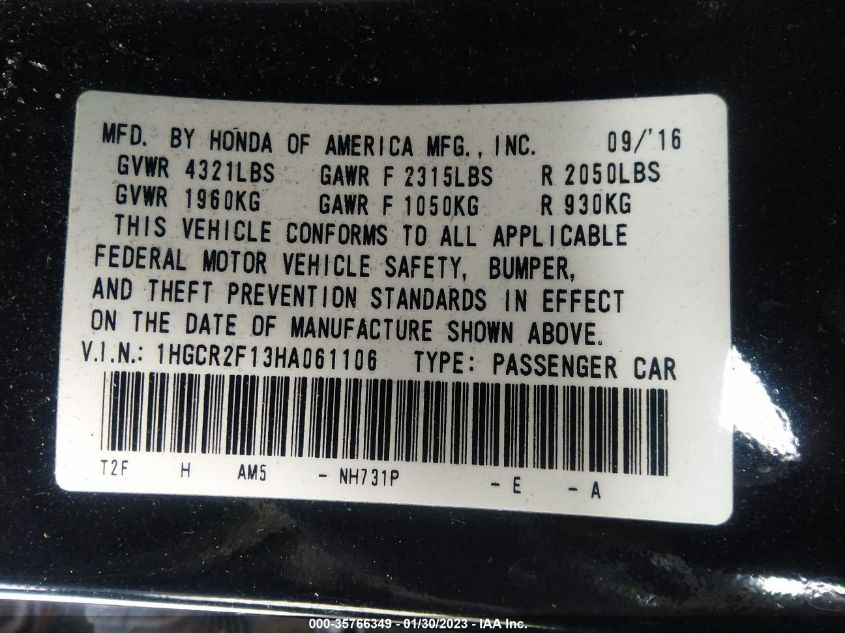 MFD. BY HONDA OF AMERICA MFG., INC. 09/'16
GVWR 4321LBS GAWR F 2315LBS R 2050LBS
GVWR 1960KG GAWR F 1050KG R 930KG
THIS VEHICLE CONFORMS TO ALL APPLICABLE
FEDERAL MOTOR VEHICLE SAFETY, BUMPER,
AND THEFT PREVENTION STANDARDS IN EFFECT
ON THE DATE OF MANUFACTURE SHOWN ABOVE.
V.I.N.: 1HGCR2F13HA061106 TYPE: PASSENGER CAR
T2F H AM5 - NH731P - E - A
000-35766349 - 01/30/2023 - IAA Inc.